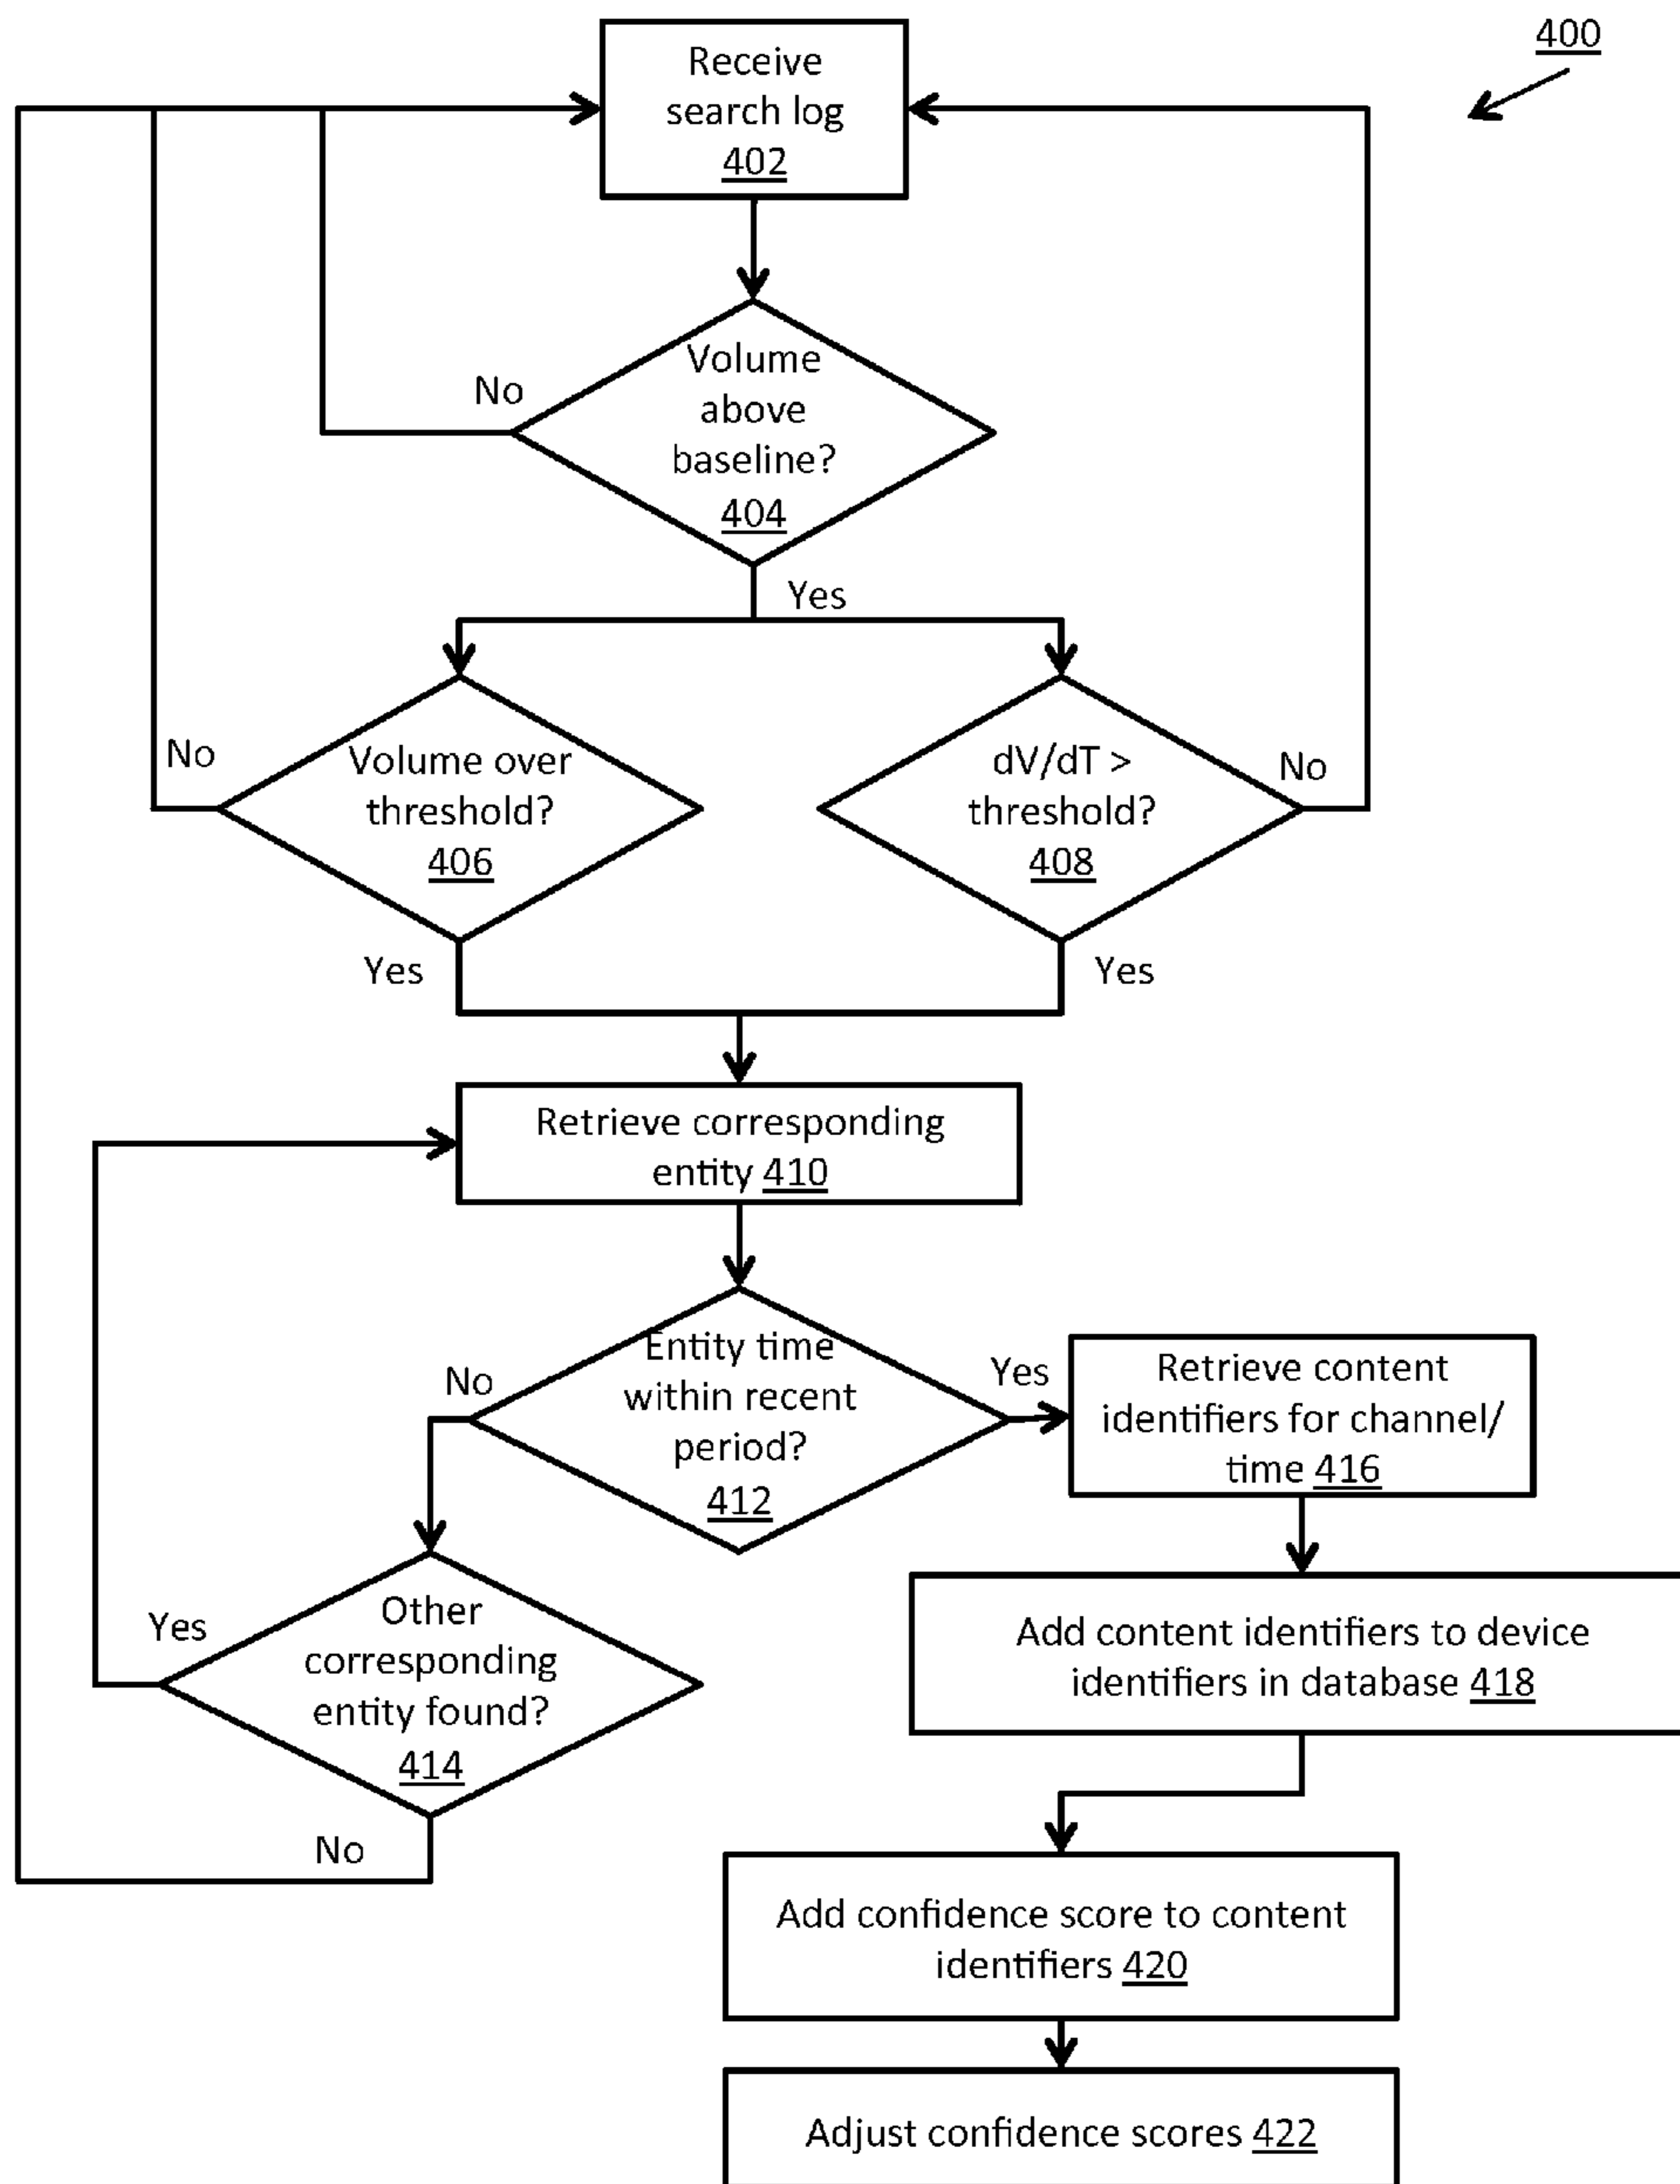 400
Receive
search log
402
No
Volume
above
baseline?
404
Yes
No
Volume over
threshold?
406
dV/dT >
threshold?
408
No
Yes
Yes
Retrieve corresponding
entity 410
No
Entity time
within recent
period?
412
Yes
Retrieve content
identifiers for channel/
time 416
Yes
Other
corresponding
entity found?
414
No
Add content identifiers to device
identifiers in database 418
Add confidence score to content
identifiers 420
Adjust confidence scores 422